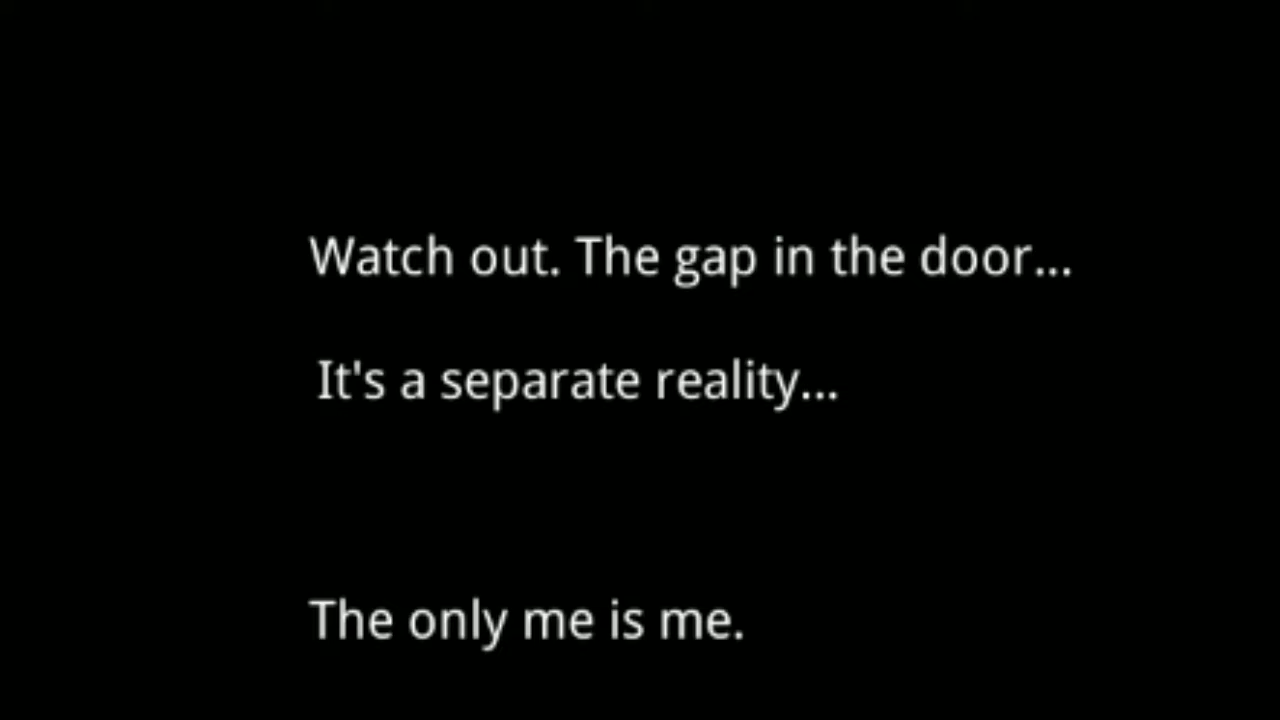 Watch out. The gap in the door...
It's a separate reality...
The only me is me.